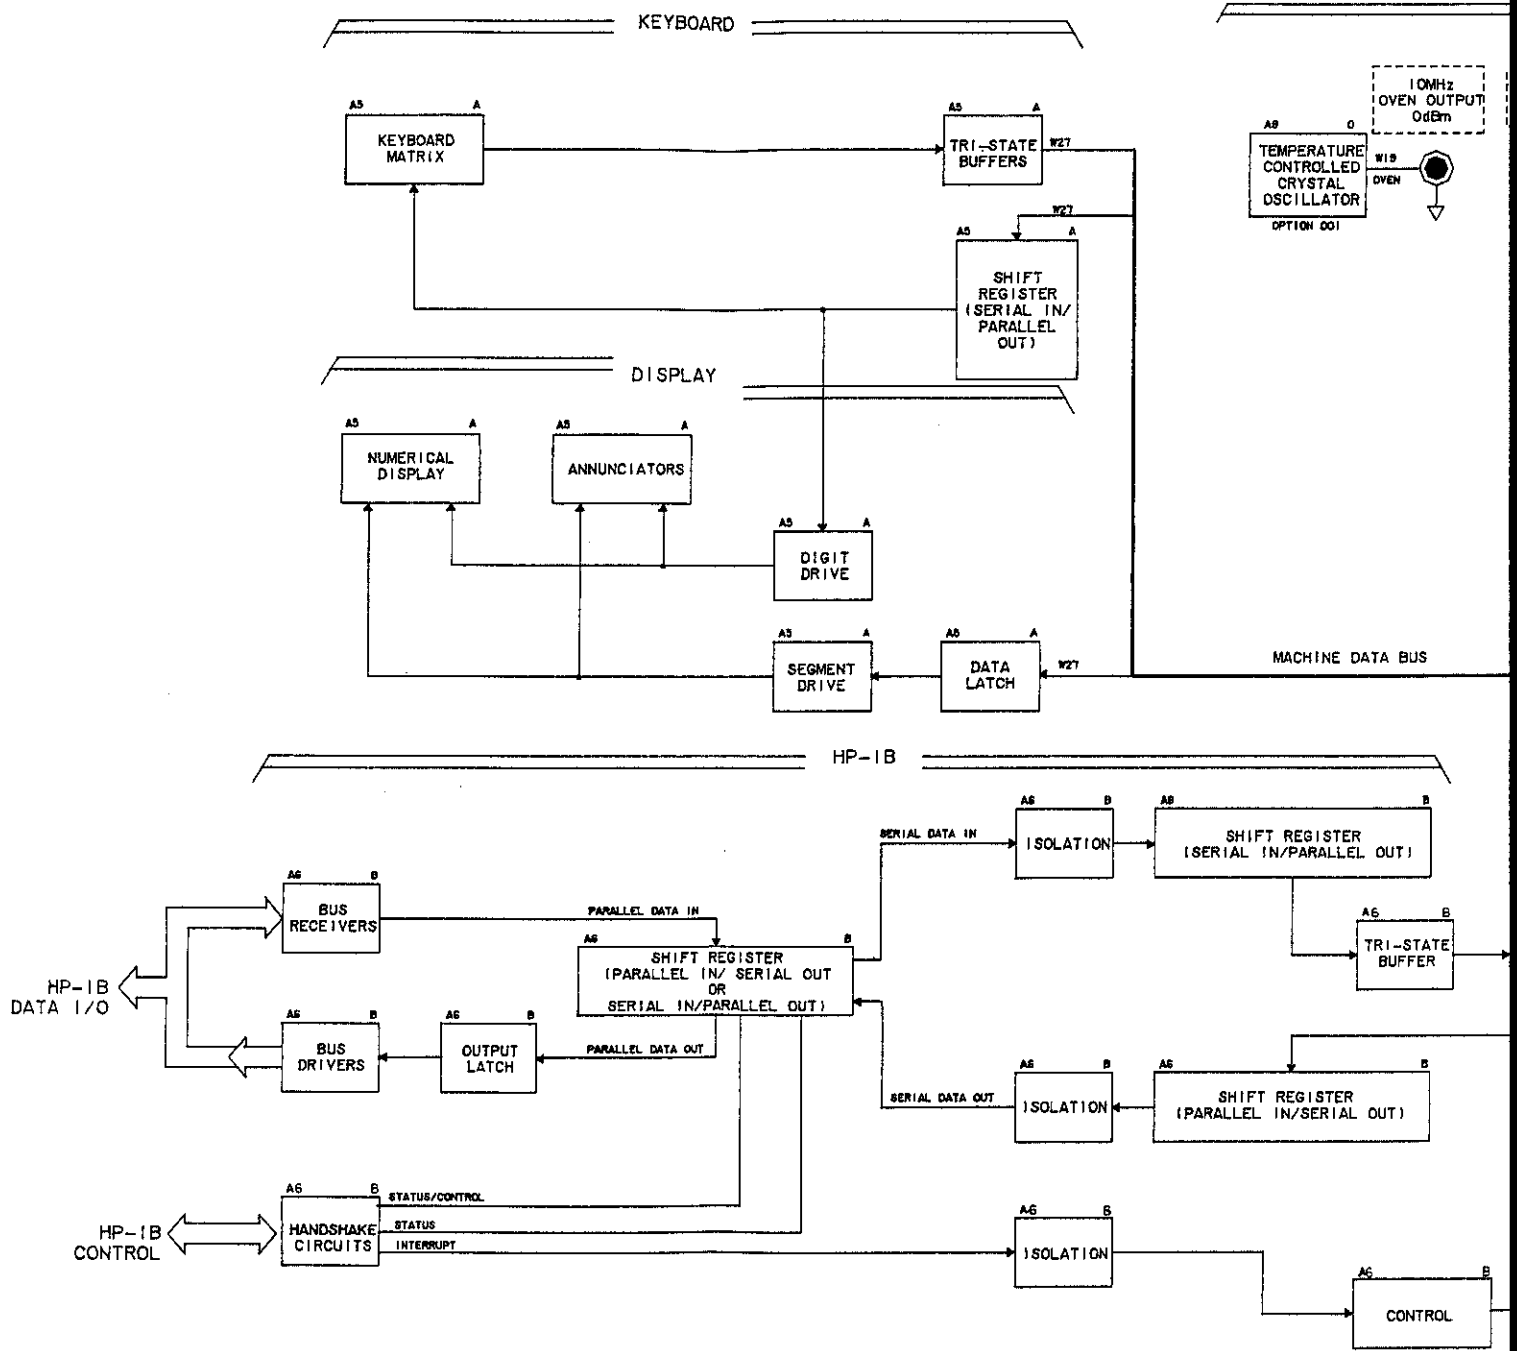 KEYBOARD
A5 A
KEYBOARD
MATRIX
A5 A
TRI-STATE
BUFFERS
W27
W27
A5 A
SHIFT
REGISTER
(SERIAL IN/
PARALLEL
OUT)
10MHz
OVEN OUTPUT
0dBm
A9 O
TEMPERATURE
CONTROLLED
CRYSTAL
OSCILLATOR
OPTION 001
W19
OVEN
DISPLAY
A5 A
NUMERICAL
DISPLAY
A5 A
ANNUNCIATORS
A5 A
DIGIT
DRIVE
A5 A
SEGMENT
DRIVE
A5 A
DATA
LATCH
W27
MACHINE DATA BUS
HP-IB
A6 B
ISOLATION
A6 B
SHIFT REGISTER
(SERIAL IN/PARALLEL OUT)
SERIAL DATA IN
A6 B
BUS
RECEIVERS
PARALLEL DATA IN
A6 B
SHIFT REGISTER
(PARALLEL IN/ SERIAL OUT
OR
SERIAL IN/PARALLEL OUT)
A6 B
TRI-STATE
BUFFER
HP-IB
DATA I/O
A6 B
BUS
DRIVERS
A6 B
OUTPUT
LATCH
PARALLEL DATA OUT
SERIAL DATA OUT
A6 B
ISOLATION
A6 B
SHIFT REGISTER
(PARALLEL IN/SERIAL OUT)
HP-IB
CONTROL
A6 B
HANDSHAKE
CIRCUITS
STATUS/CONTROL
STATUS
INTERRUPT
A6 B
ISOLATION
A6 B
CONTROL